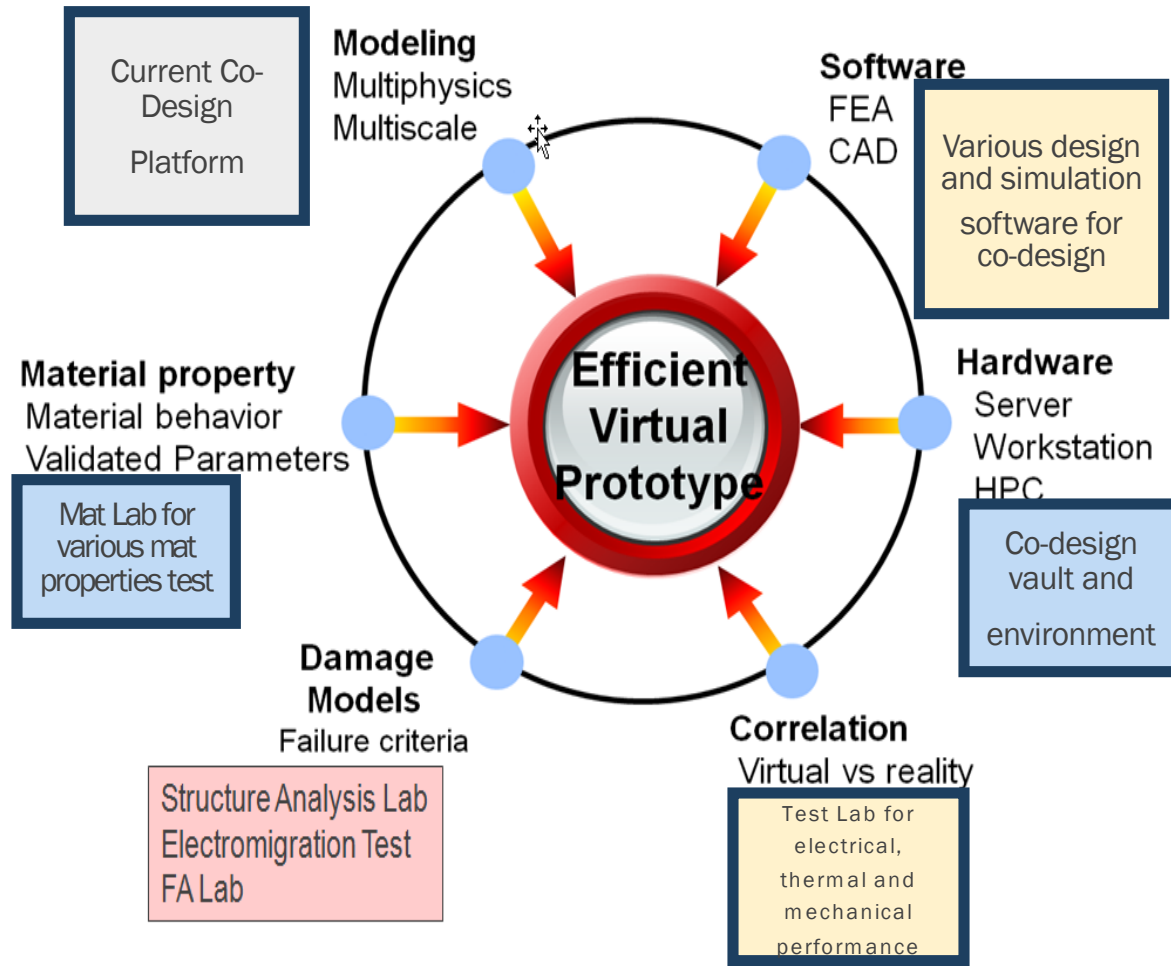 Current Co-
Design
Platform
Modeling
Multiphysics
Multiscale
Software
FEA
CAD
Various design
and simulation
software for
co-design
Efficient
Virtual
Prototype
Material property
Material behavior
Validated Parameters
Mat Lab for
various mat
properties test
Hardware
Server
Workstation
HPC
Co-design
vault and
environment
Damage
Models
Failure criteria
Structure Analysis Lab
Electromigration Test
FA Lab
Correlation
Virtual vs reality
Test Lab for
electrical,
thermal and
mechanical
performance